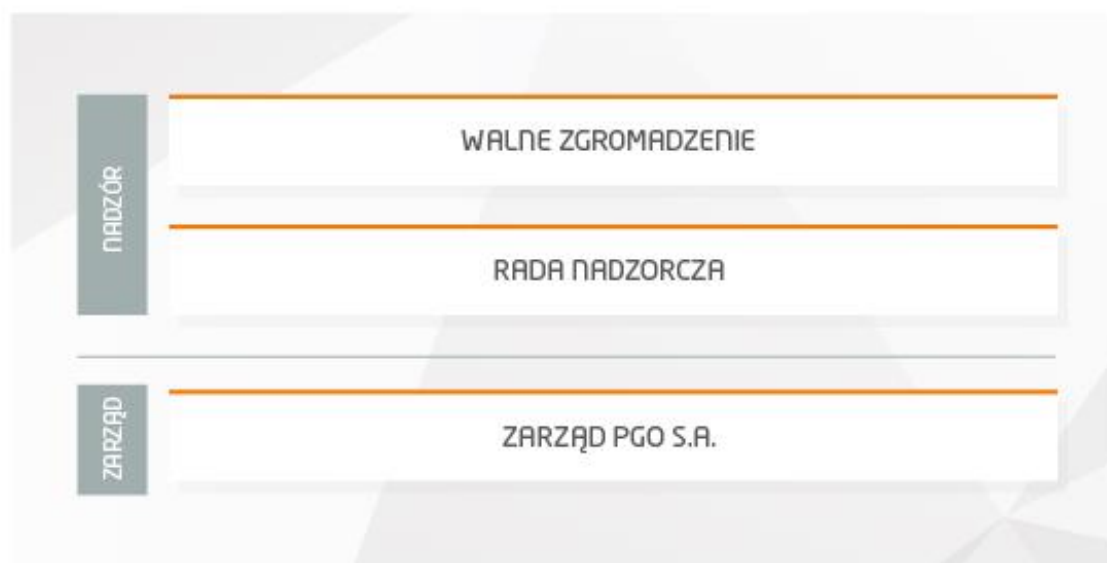 NADZÓR
WALNE ZGROMADZENIE
RADA NADZORCZA
ZARZĄD
ZARZĄD PGO S.A.